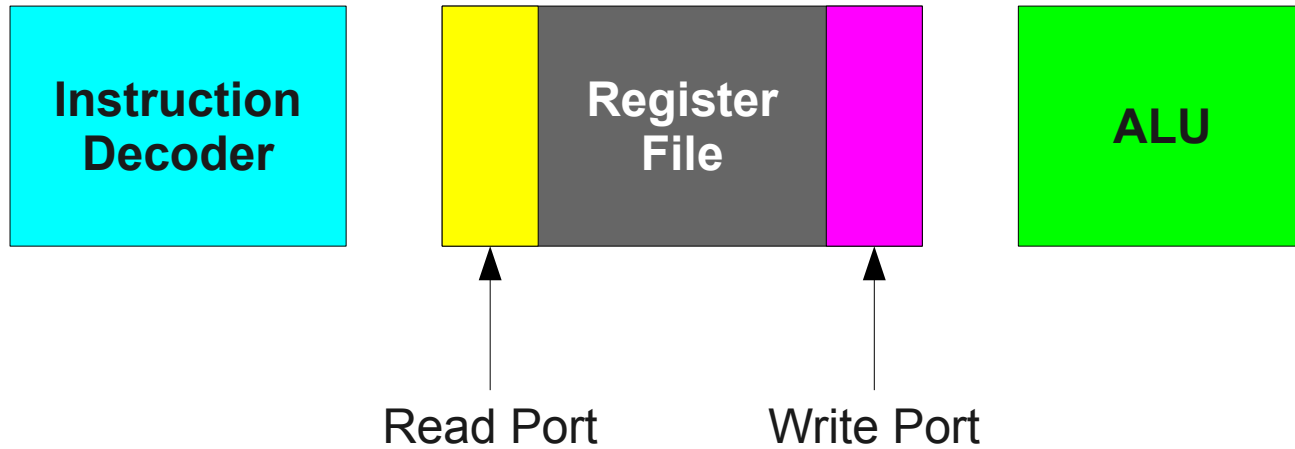 Instruction
Decoder
Register
File
ALU
Read Port
Write Port